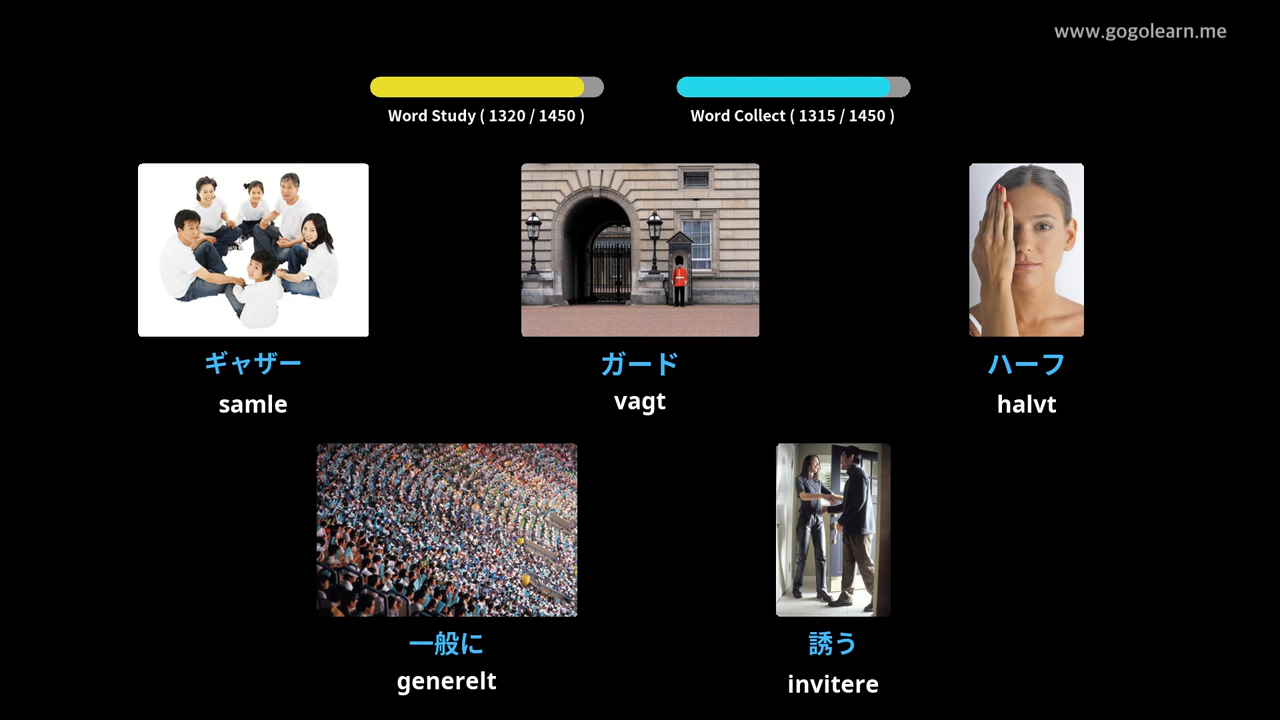 www.gogolearn.me
Word Study ( 1320 / 1450 )
Word Collect ( 1315 / 1450 )
ギャザー
samle
ガード
vagt
ハーフ
halvt
一般に
generelt
誘う
invitere